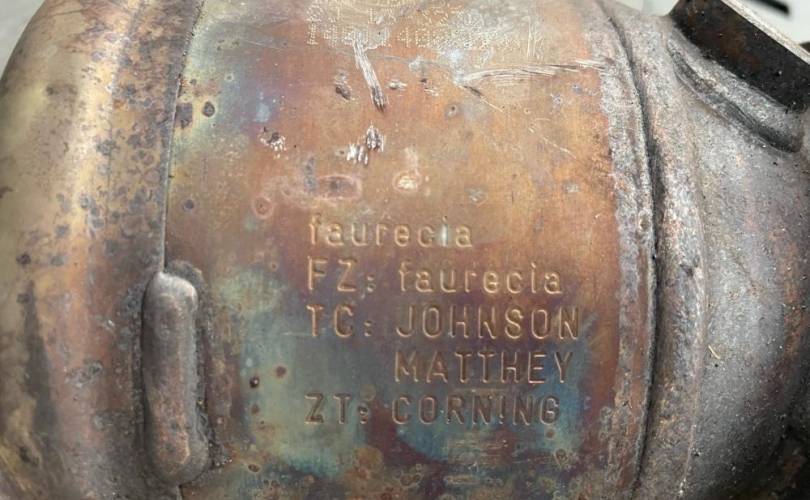 faurecia
FZ: faurecia
TC: JOHNSON
MATTHEY
ZT: CORNING